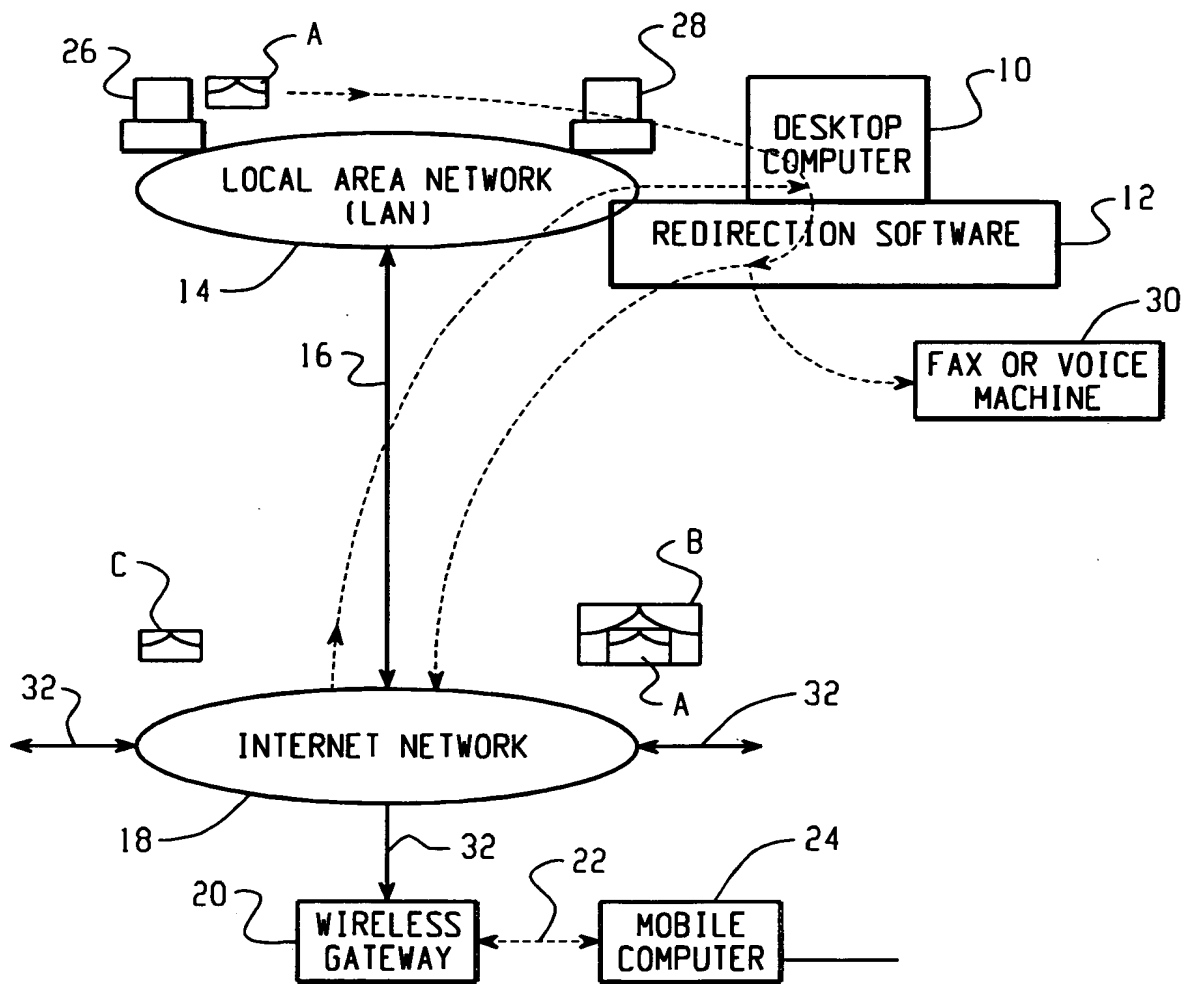 26
A
28
10
DESKTOP
COMPUTER
LOCAL AREA NETWORK
(LAN)
12
REDIRECTION SOFTWARE
14
30
16
FAX OR VOICE
MACHINE
C
B
A
32
32
INTERNET NETWORK
18
32
22
24
20
WIRELESS
GATEWAY
MOBILE
COMPUTER